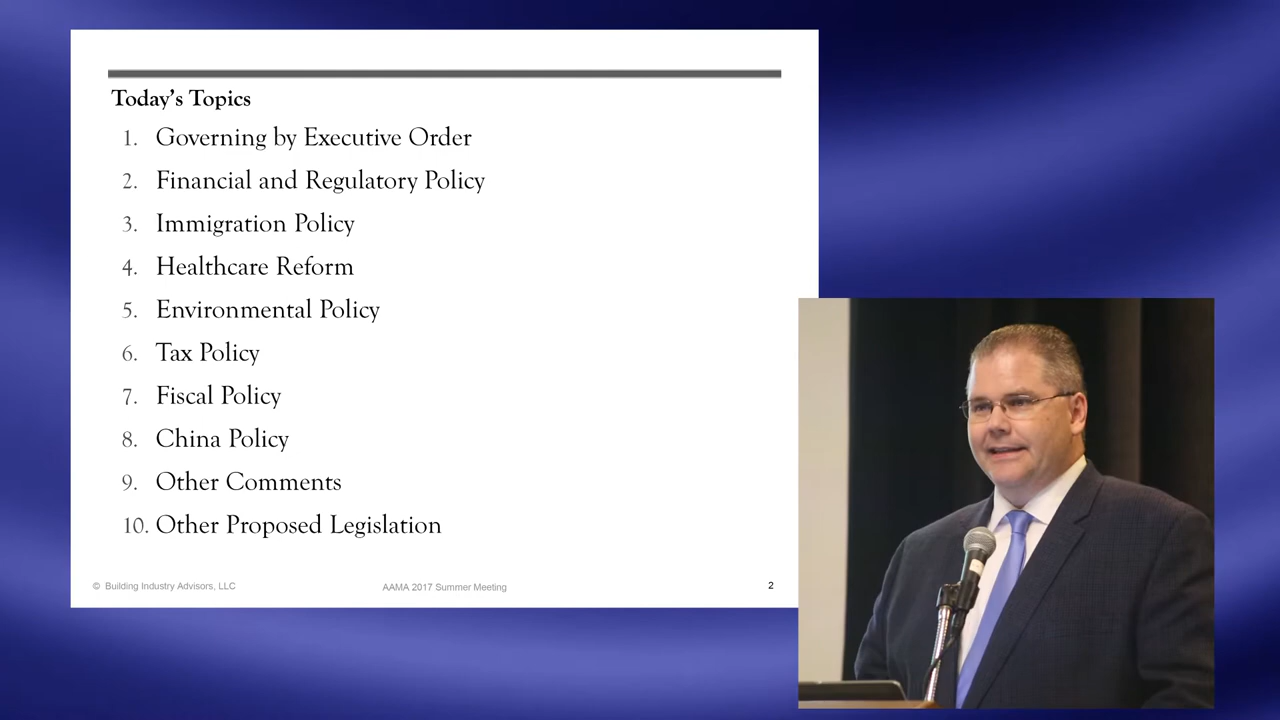 Today's Topics
1. Governing by Executive Order
2. Financial and Regulatory Policy
3. Immigration Policy
4. Healthcare Reform
5. Environmental Policy
6. Tax Policy
7. Fiscal Policy
8. China Policy
9. Other Comments
10. Other Proposed Legislation
© Building Industry Advisors, LLC AAMA 2017 Summer Meeting 2